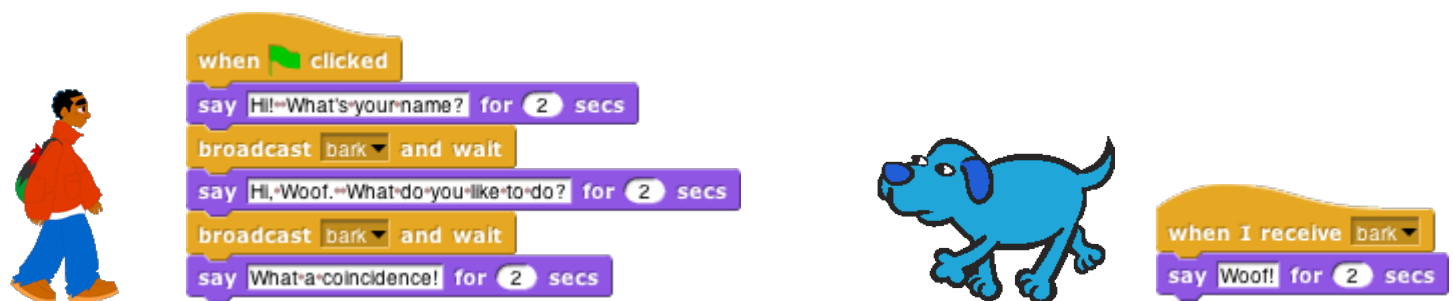 when clicked
say Hi! What's your name? for 2 secs
broadcast bark and wait
say Hi, Woof. What do you like to do? for 2 secs
broadcast bark and wait
say What a coincidence! for 2 secs
when I receive bark
say Woof! for 2 secs